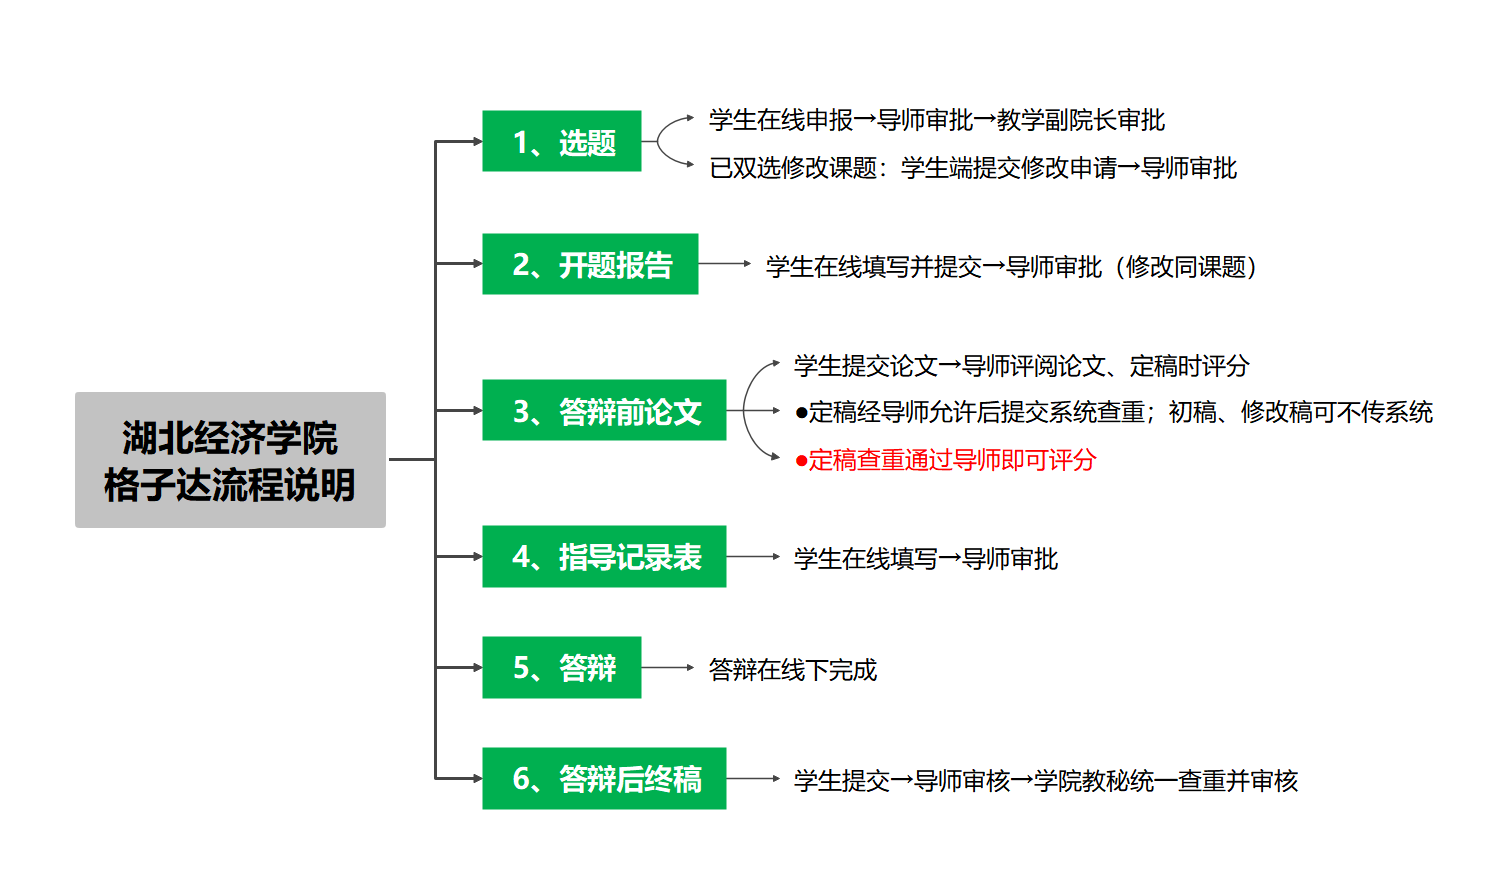 湖北经济学院
格子达流程说明
1、选题
学生在线申报→导师审批→教学副院长审批
已双选修改课题：学生端提交修改申请→导师审批
2、开题报告
学生在线填写并提交→导师审批（修改同课题）
3、答辩前论文
学生提交论文→导师评阅论文、定稿时评分
●定稿经导师允许后提交系统查重；初稿、修改稿可不传系统
●定稿查重通过导师即可评分
4、指导记录表
学生在线填写→导师审批
5、答辩
答辩在线下完成
6、答辩后终稿
学生提交→导师审核→学院教秘统一查重并审核